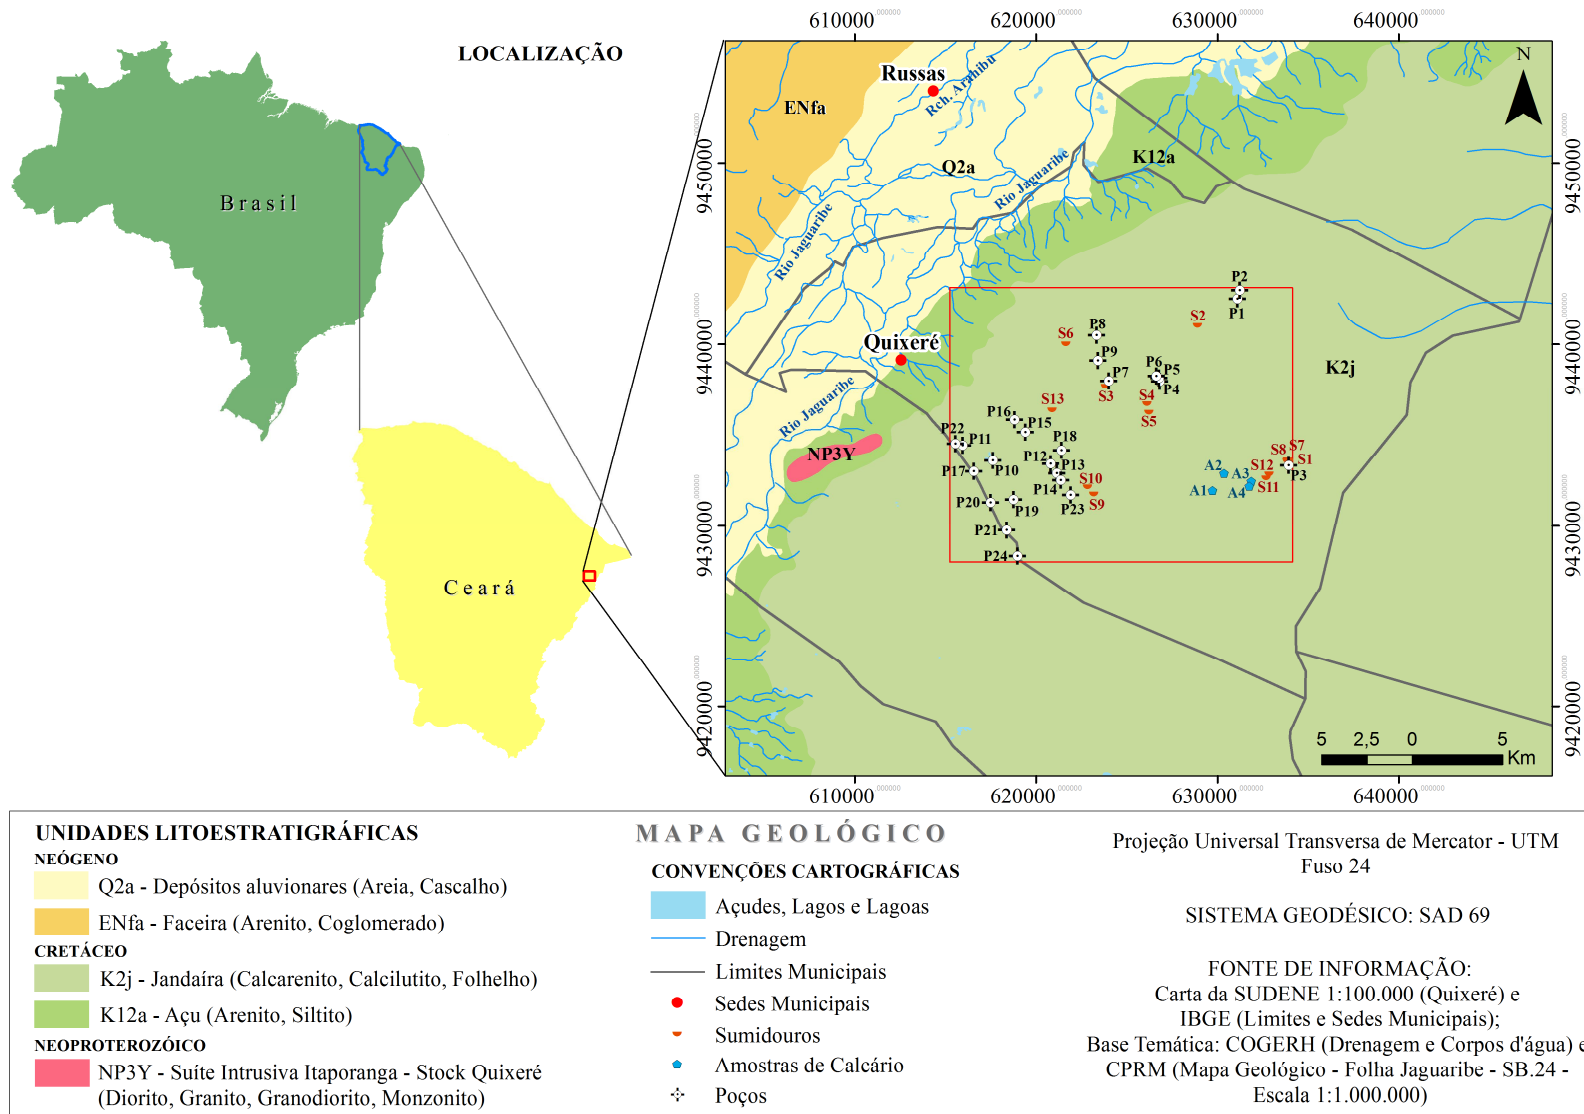 LOCALIZAÇÃO
Brasil
Ceará
610000
620000
630000
640000
N
Russas
Rch. Arahibú
ENfa
Q2a
K12a
Rio Jaguaribe
Rio Jaguaribe
Rio Jaguaribe
Quixeré
NP3Y
K2j
9450000
9440000
9430000
9420000
9450000
9440000
9430000
9420000
P2
P1
S2
P8
S6
P9
P7
S3
P6
P5
P4
S4
S5
S13
P16
P15
P22
P11
P18
P12
P13
P10
P17
P14
S10
S9
P23
P20
P19
P21
P24
S7
S8
S1
P3
S12
S11
A2
A3
A1
A4
5 2,5 0 5
Km
610000
620000
630000
640000
UNIDADES LITOESTRATIGRÁFICAS
NEÓGENO
Q2a - Depósitos aluvionares (Areia, Cascalho)
ENfa - Faceira (Arenito, Coglomerado)
CRETÁCEO
K2j - Jandaíra (Calcarenito, Calcilutito, Folhelho)
K12a - Açu (Arenito, Siltito)
NEOPROTEROZÓICO
NP3Y - Suíte Intrusiva Itaporanga - Stock Quixeré
(Diorito, Granito, Granodiorito, Monzonito)
MAPA GEOLÓGICO
CONVENÇÕES CARTOGRÁFICAS
Açudes, Lagos e Lagoas
Drenagem
Limites Municipais
Sedes Municipais
Sumidouros
Amostras de Calcário
Poços
Projeção Universal Transversa de Mercator - UTM
Fuso 24
SISTEMA GEODÉSICO: SAD 69
FONTE DE INFORMAÇÃO:
Carta da SUDENE 1:100.000 (Quixeré) e
IBGE (Limites e Sedes Municipais);
Base Temática: COGERH (Drenagem e Corpos d'água) e
CPRM (Mapa Geológico - Folha Jaguaribe - SB.24 -
Escala 1:1.000.000)